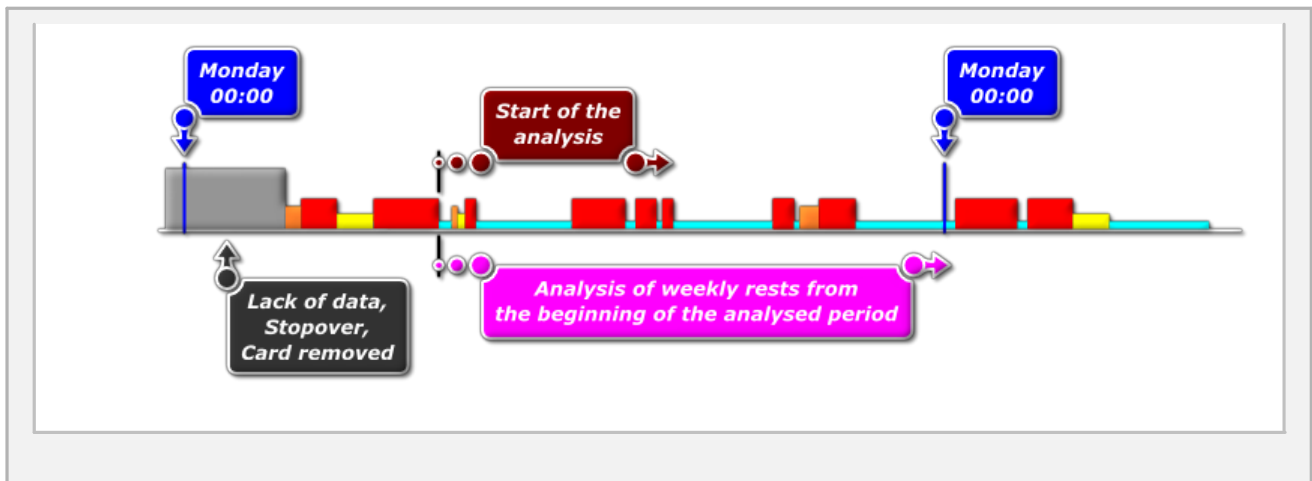 Monday
00:00
Monday
00:00
Start of the
analysis
Analysis of weekly rests from
the beginning of the analysed period
Lack of data,
Stopover,
Card removed